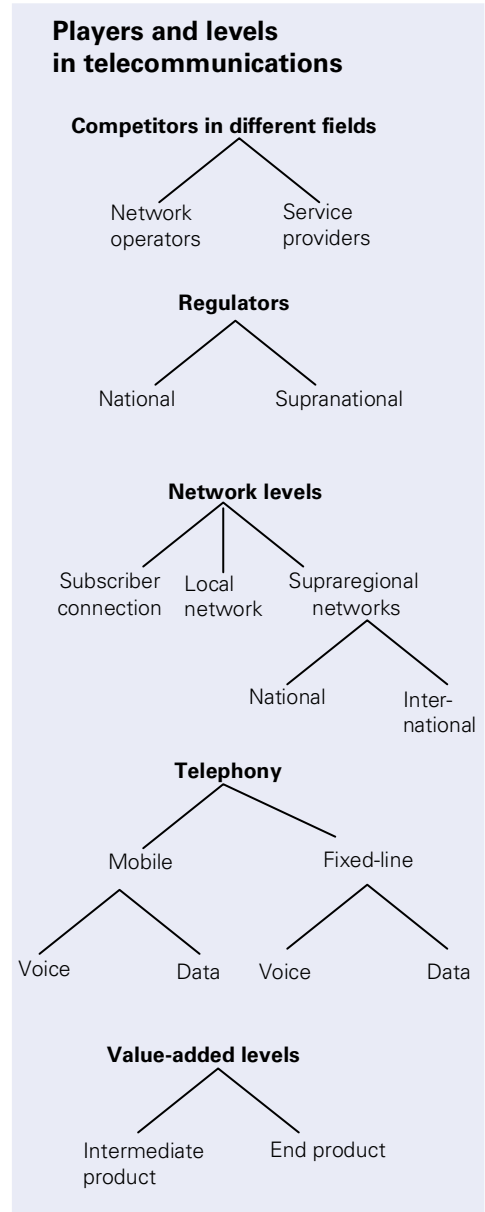 Players and levels
in telecommunications
Competitors in different fields
Network
operators
Service
providers
Regulators
National
Supranational
Network levels
Subscriber
connection
Local
network
Supraregional
networks
National
Inter-
national
Telephony
Mobile
Fixed-line
Voice
Data
Voice
Data
Value-added levels
Intermediate
product
End product